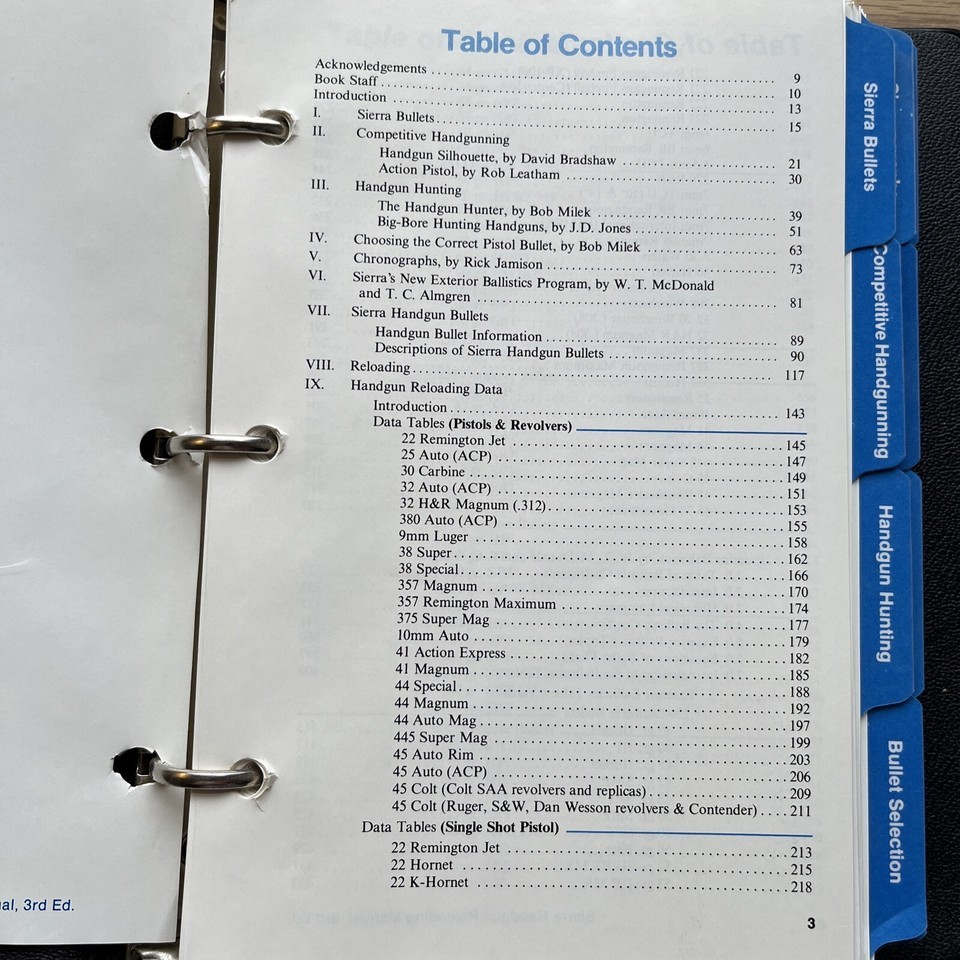 al, 3rd Ed.
Table of Contents
Acknowledgements 9
Book Staff 10
Introduction 13
I. Sierra Bullets 15
II. Competitive Handgunning
Handgun Silhouette, by David Bradshaw 21
Action Pistol, by Rob Leatham 30
III. Handgun Hunting
The Handgun Hunter, by Bob Milek 39
Big-Bore Hunting Handguns, by J.D. Jones 51
IV. Choosing the Correct Pistol Bullet, by Bob Milek 63
V. Chronographs, by Rick Jamison 73
VI. Sierra's New Exterior Ballistics Program, by W. T. McDonald
and T. C. Almgren 81
VII. Sierra Handgun Bullets
Handgun Bullet Information 89
Descriptions of Sierra Handgun Bullets 90
VIII. Reloading 117
IX. Handgun Reloading Data
Introduction 143
Data Tables (Pistols & Revolvers)
22 Remington Jet 145
25 Auto (ACP) 147
30 Carbine 149
32 Auto (ACP) 151
32 H&R Magnum (.312) 153
380 Auto (ACP) 155
9mm Luger 158
38 Super 162
38 Special 166
357 Magnum 170
357 Remington Maximum 174
375 Super Mag 177
10mm Auto 179
41 Action Express 182
41 Magnum 185
44 Special 188
44 Magnum 192
44 Auto Mag 197
445 Super Mag 199
45 Auto Rim 203
45 Auto (ACP) 206
45 Colt (Colt SAA revolvers and replicas) 209
45 Colt (Ruger, S&W, Dan Wesson revolvers & Contender) 211
Data Tables (Single Shot Pistol)
22 Remington Jet 213
22 Hornet 215
22 K-Hornet 218
3
Sierra Bullets
Competitive Handgunning
Handgun Hunting
Bullet Selection